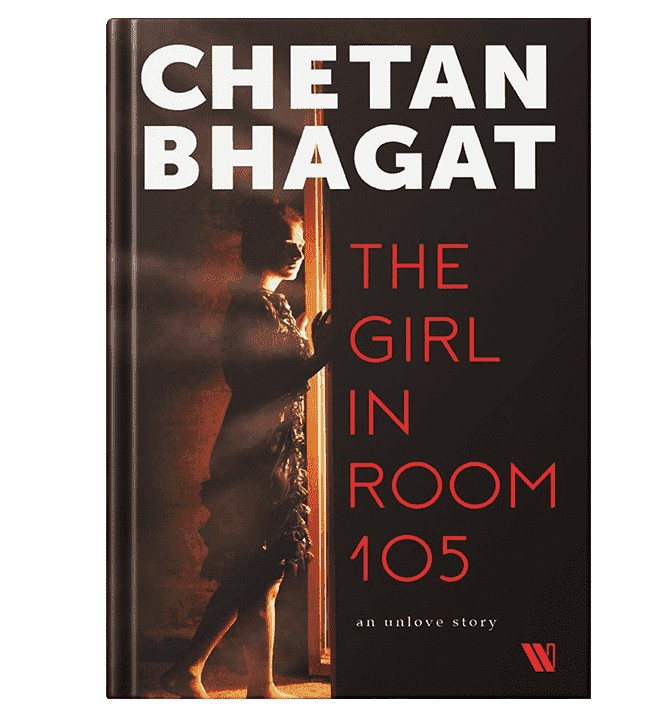 CHETAN
BHAGAT
THE
GIRL
IN
ROOM
105
an unlove story
W